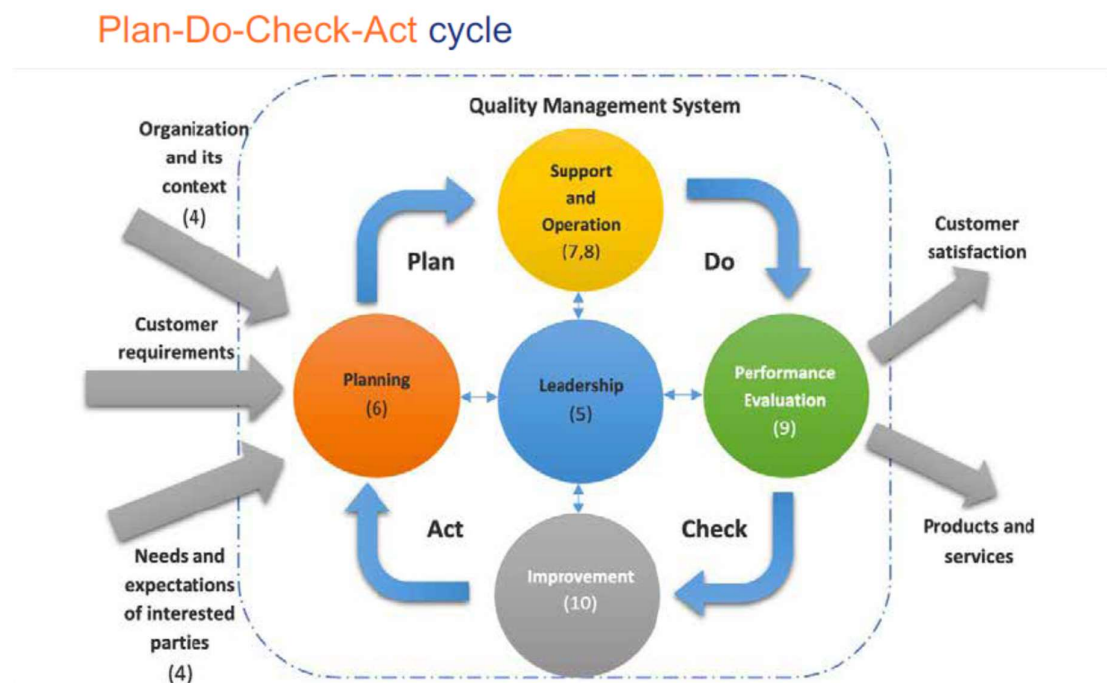 Plan-Do-Check-Act cycle
Quality Management System
Organization
and its
context
(4)
Customer
requirements
Needs and
expectations
of interested
parties
(4)
Support
and
Operation
(7,8)
Plan
Do
Planning
(6)
Leadership
(5)
Performance
Evaluation
(9)
Act
Check
Improvement
(10)
Customer
satisfaction
Products and
services